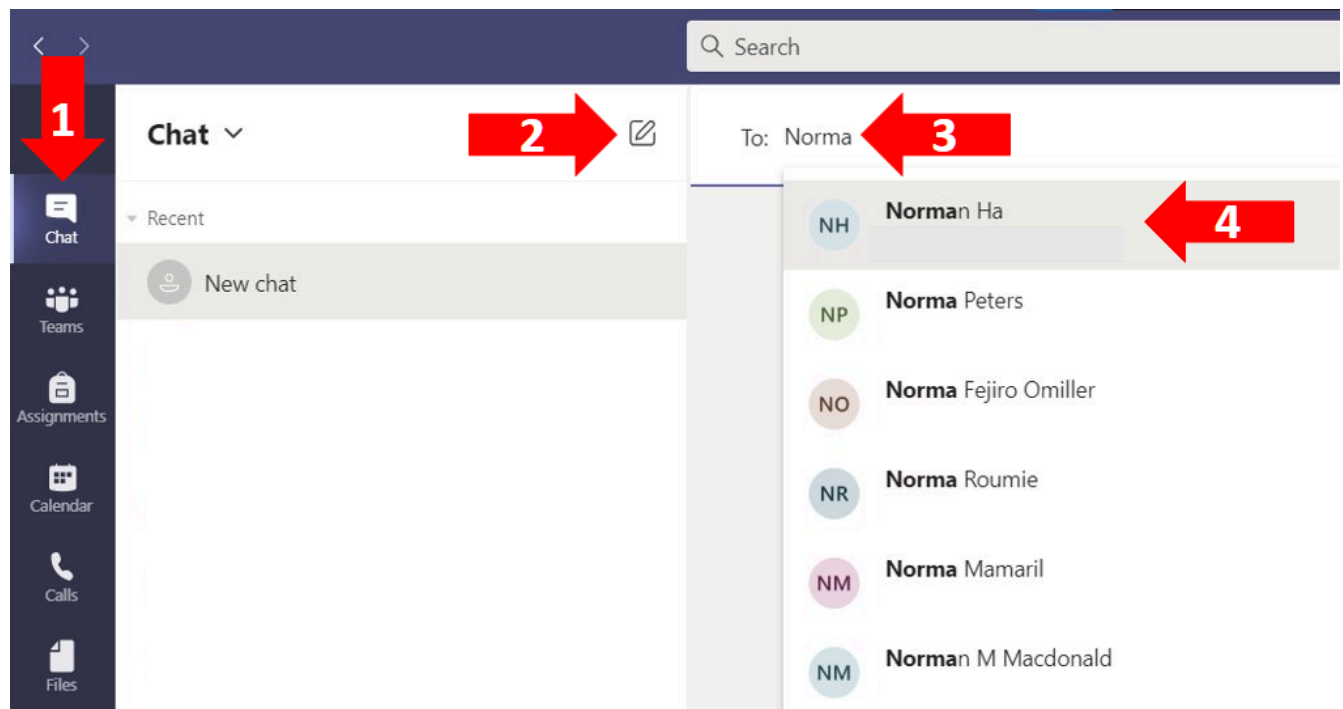 Search
1
Chat
2
To: Norma
3
Chat
Teams
Assignments
Calendar
Calls
Files
Recent
New chat
NH
Norman Ha
4
NP
Norma Peters
NO
Norma Fejiro Omiller
NR
Norma Roumie
NM
Norma Mamaril
NM
Norman M Macdonald